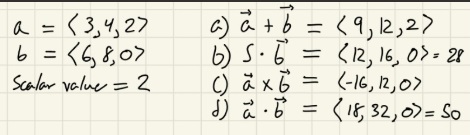 a = ⟨3,4,2⟩
b = ⟨6,8,0⟩
Scalar value = 2
a) a⃗ + b⃗ = ⟨9,12,2⟩
b) S · b⃗ = ⟨12,16,0⟩ = 28
c) a⃗ x b⃗ = ⟨-16,12,0⟩
d) a⃗ · b⃗ = ⟨18,32,0⟩ = 50